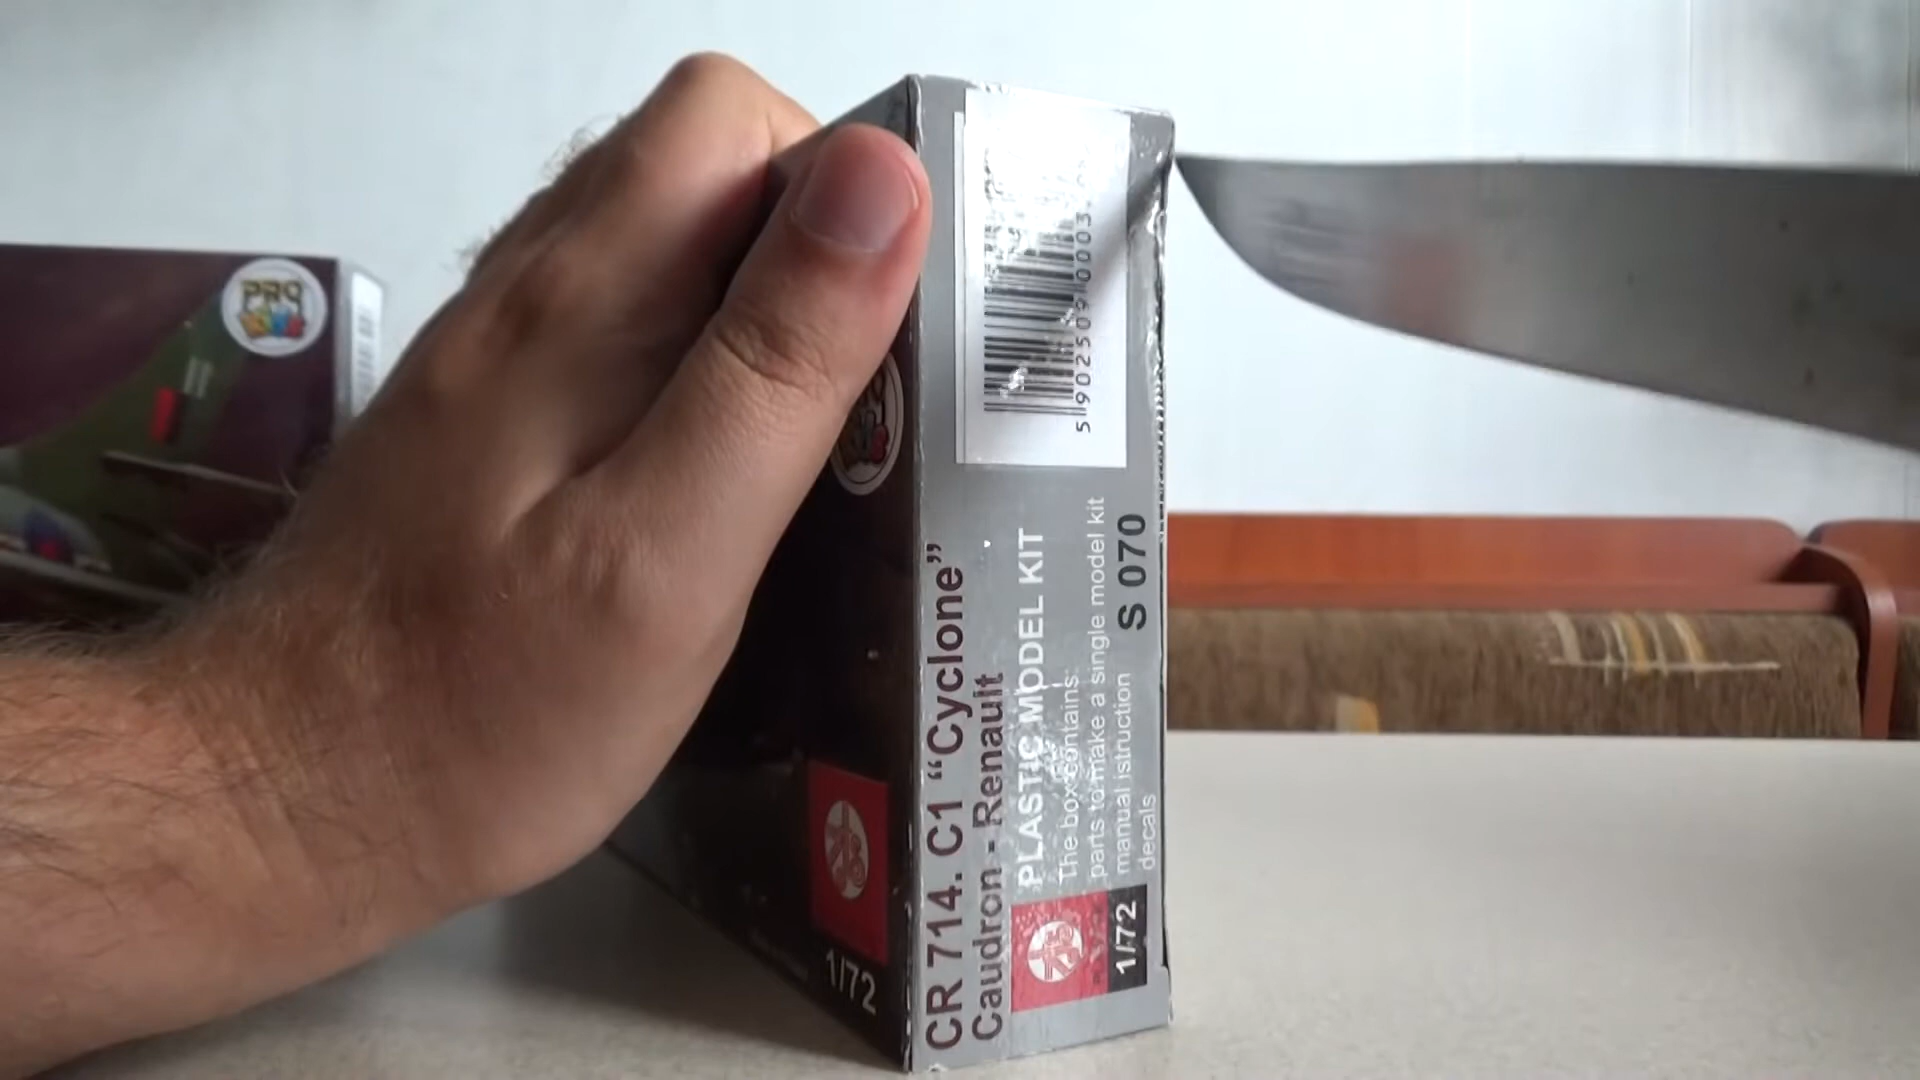 CR 714. C1 “Cyclone”
Caudron - Renault
PLASTIC MODEL KIT
The box contains:
parts to make a single model kit
manual istruction
decals
S 070
1/72
1/72
PRO